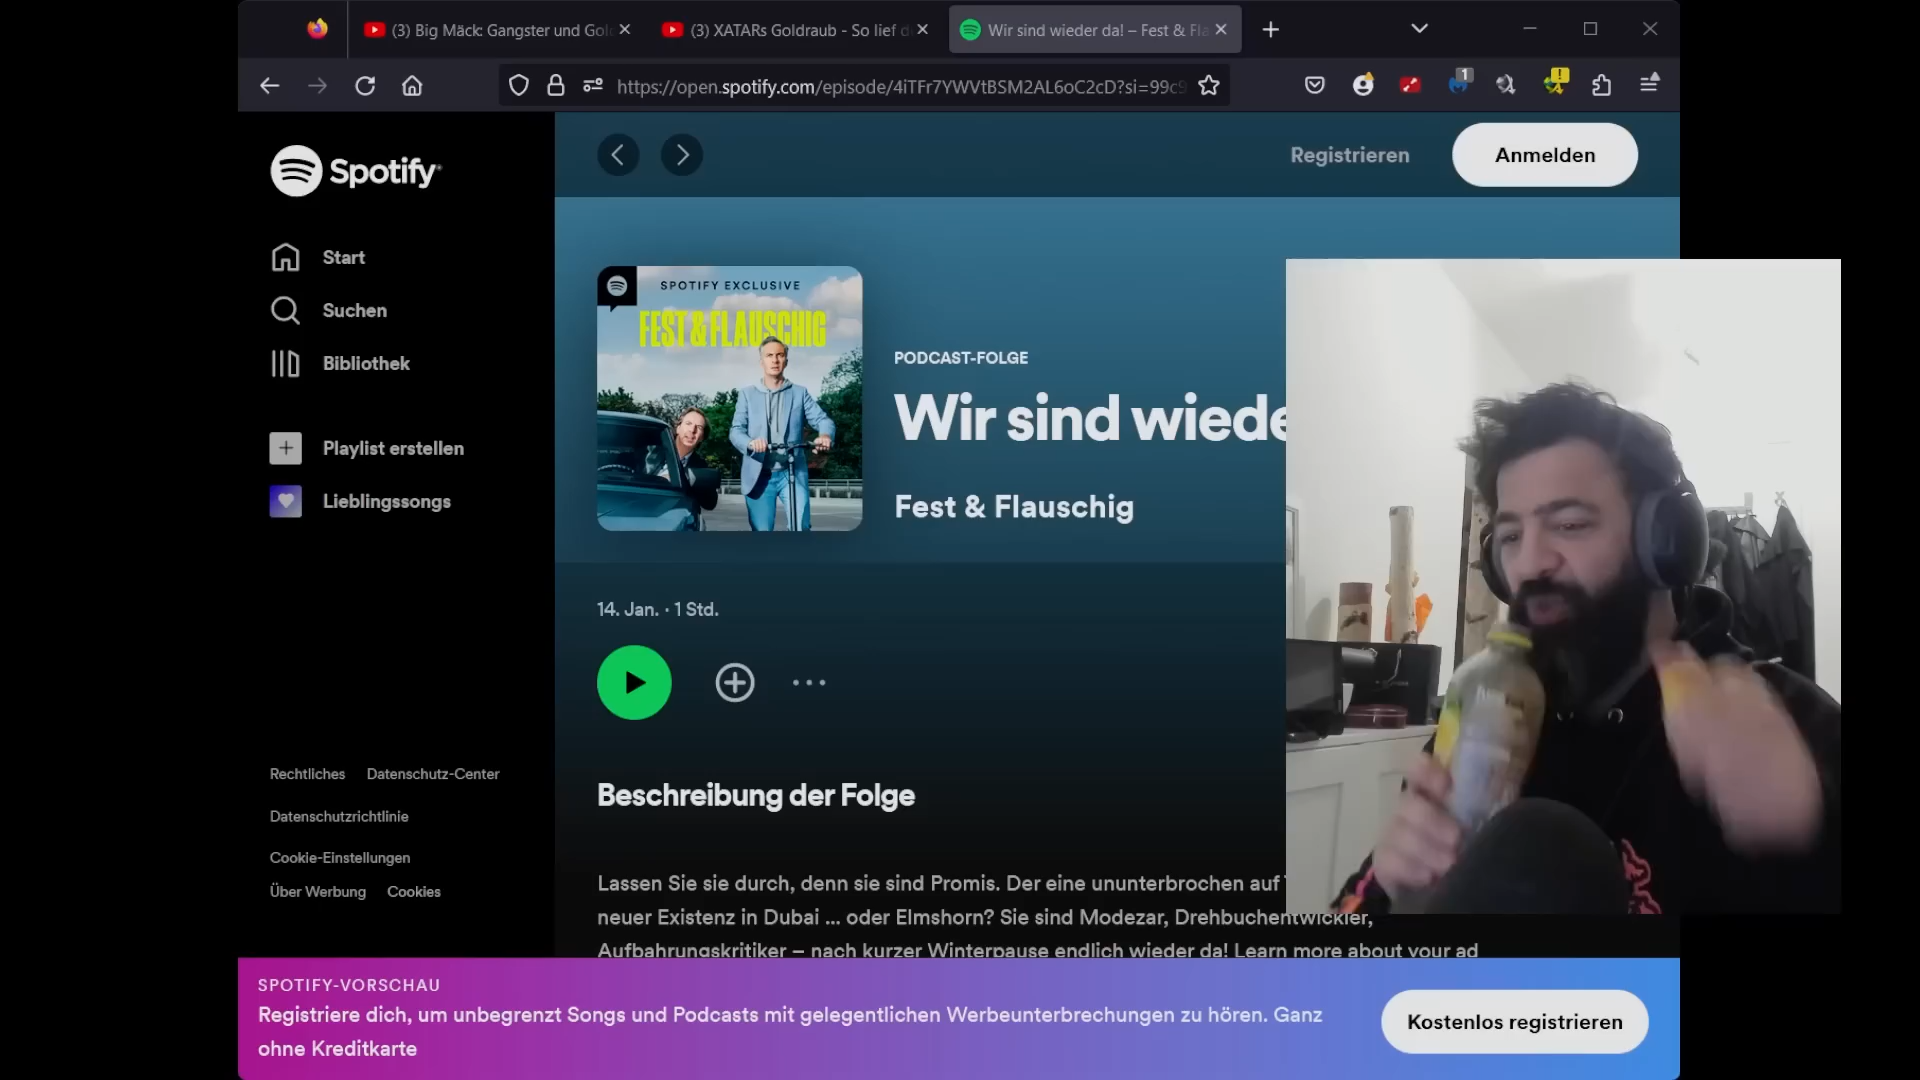 (3) Big Mäck: Gangster und Gol
(3) XATARs Goldraub - So lief d
Wir sind wieder da! – Fest & Fla
https://open.spotify.com/episode/4iTFr7YWVtBSM2AL6oC2cD?si=99c9
1
Spotify
Registrieren
Anmelden
Start
Suchen
Bibliothek
Playlist erstellen
Lieblingssongs
SPOTIFY EXCLUSIVE
FEST & FLAUSCHIG
PODCAST-FOLGE
Wir sind wiede
Fest & Flauschig
14. Jan. · 1 Std.
Beschreibung der Folge
Lassen Sie sie durch, denn sie sind Promis. Der eine ununterbrochen auf
neuer Existenz in Dubai ... oder Elmshorn? Sie sind Modezar, Drehbuchentwickler,
Aufbahrungskritiker – nach kurzer Winterpause endlich wieder da! Learn more about your ad
Rechtliches
Datenschutz-Center
Datenschutzrichtlinie
Cookie-Einstellungen
Über Werbung
Cookies
SPOTIFY-VORSCHAU
Registriere dich, um unbegrenzt Songs und Podcasts mit gelegentlichen Werbeunterbrechungen zu hören. Ganz
ohne Kreditkarte
Kostenlos registrieren